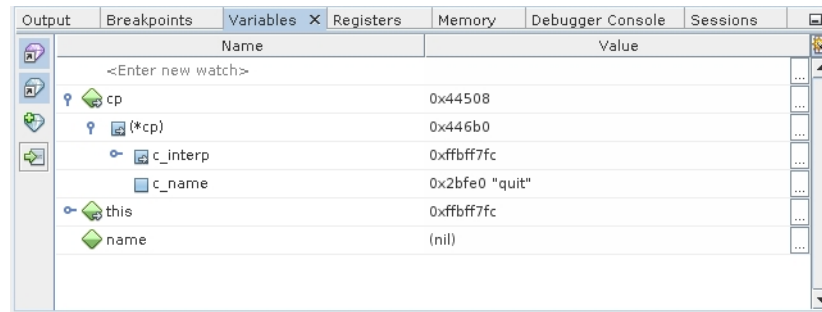 Output Breakpoints Variables X Registers Memory Debugger Console Sessions
Name Value
<Enter new watch>
...
cp 0x44508 ...
(*cp) 0x446b0 ...
c_interp 0xffbff7fc ...
c_name 0x2bfe0 "quit" ...
this 0xffbff7fc ...
name (nil) ...